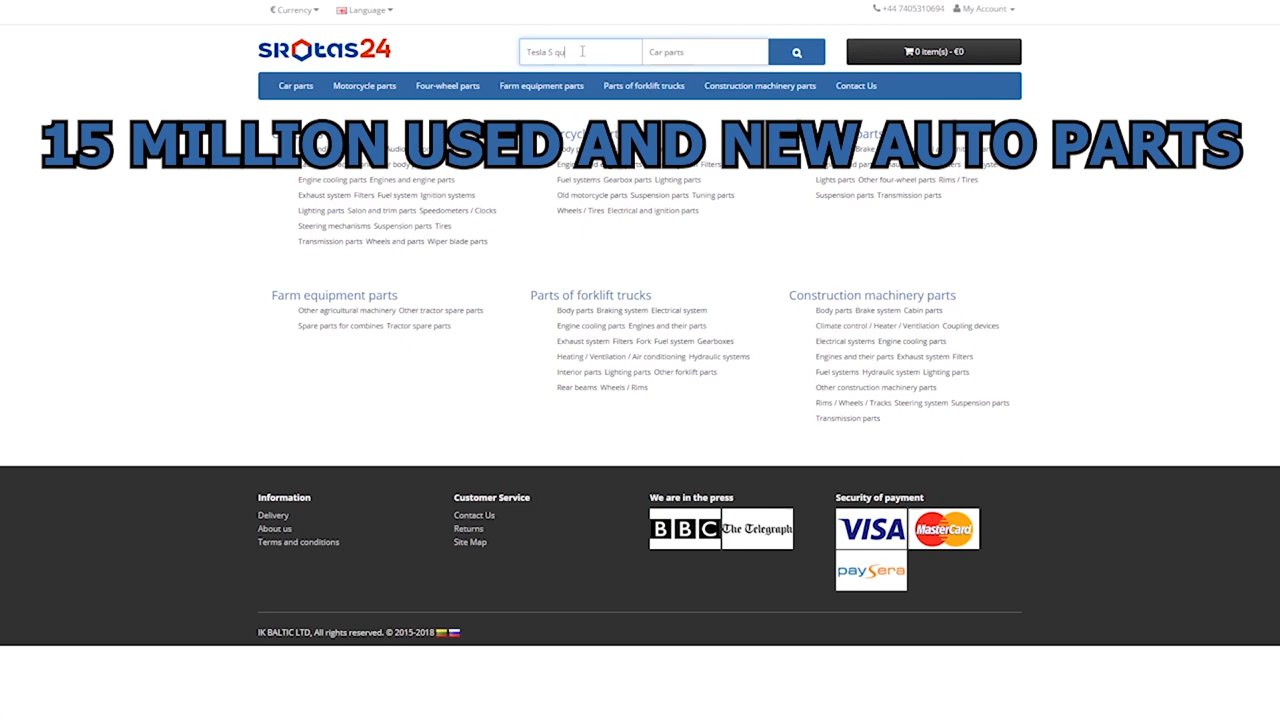 € Currency
Language
+44 7405310694
My Account
SROtas24
Tesla S qu
Car parts
0 item(s) - €0
Car parts
Motorcycle parts
Four-wheel parts
Farm equipment parts
Parts of forklift trucks
Construction machinery parts
Contact Us
15 MILLION USED AND NEW AUTO PARTS
Engine cooling parts Engines and engine parts
Exhaust system Filters Fuel system Ignition systems
Lighting parts Salon and trim parts Speedometers / Clocks
Steering mechanisms Suspension parts Tires
Transmission parts Wheels and parts Wiper blade parts
Fuel systems Gearbox parts Lighting parts
Old motorcycle parts Suspension parts Tuning parts
Wheels / Tires Electrical and ignition parts
Lights parts Other four-wheel parts Rims / Tires
Suspension parts Transmission parts
Farm equipment parts
Other agricultural machinery Other tractor spare parts
Spare parts for combines Tractor spare parts
Parts of forklift trucks
Body parts Braking system Electrical system
Engine cooling parts Engines and their parts
Exhaust system Filters Fork Fuel system Gearboxes
Heating / Ventilation / Air conditioning Hydraulic systems
Interior parts Lighting parts Other forklift parts
Rear beams Wheels / Rims
Construction machinery parts
Body parts Brake system Cabin parts
Climate control / Heater / Ventilation Coupling devices
Electrical systems Engine cooling parts
Engines and their parts Exhaust system Filters
Fuel systems Hydraulic system Lighting parts
Other construction machinery parts
Rims / Wheels / Tracks Steering system Suspension parts
Transmission parts
Information
Delivery
About us
Terms and conditions
Customer Service
Contact Us
Returns
Site Map
We are in the press
BBC
The Telegraph
Security of payment
VISA
MasterCard
paySera
IK BALTIC LTD, All rights reserved. © 2015-2018